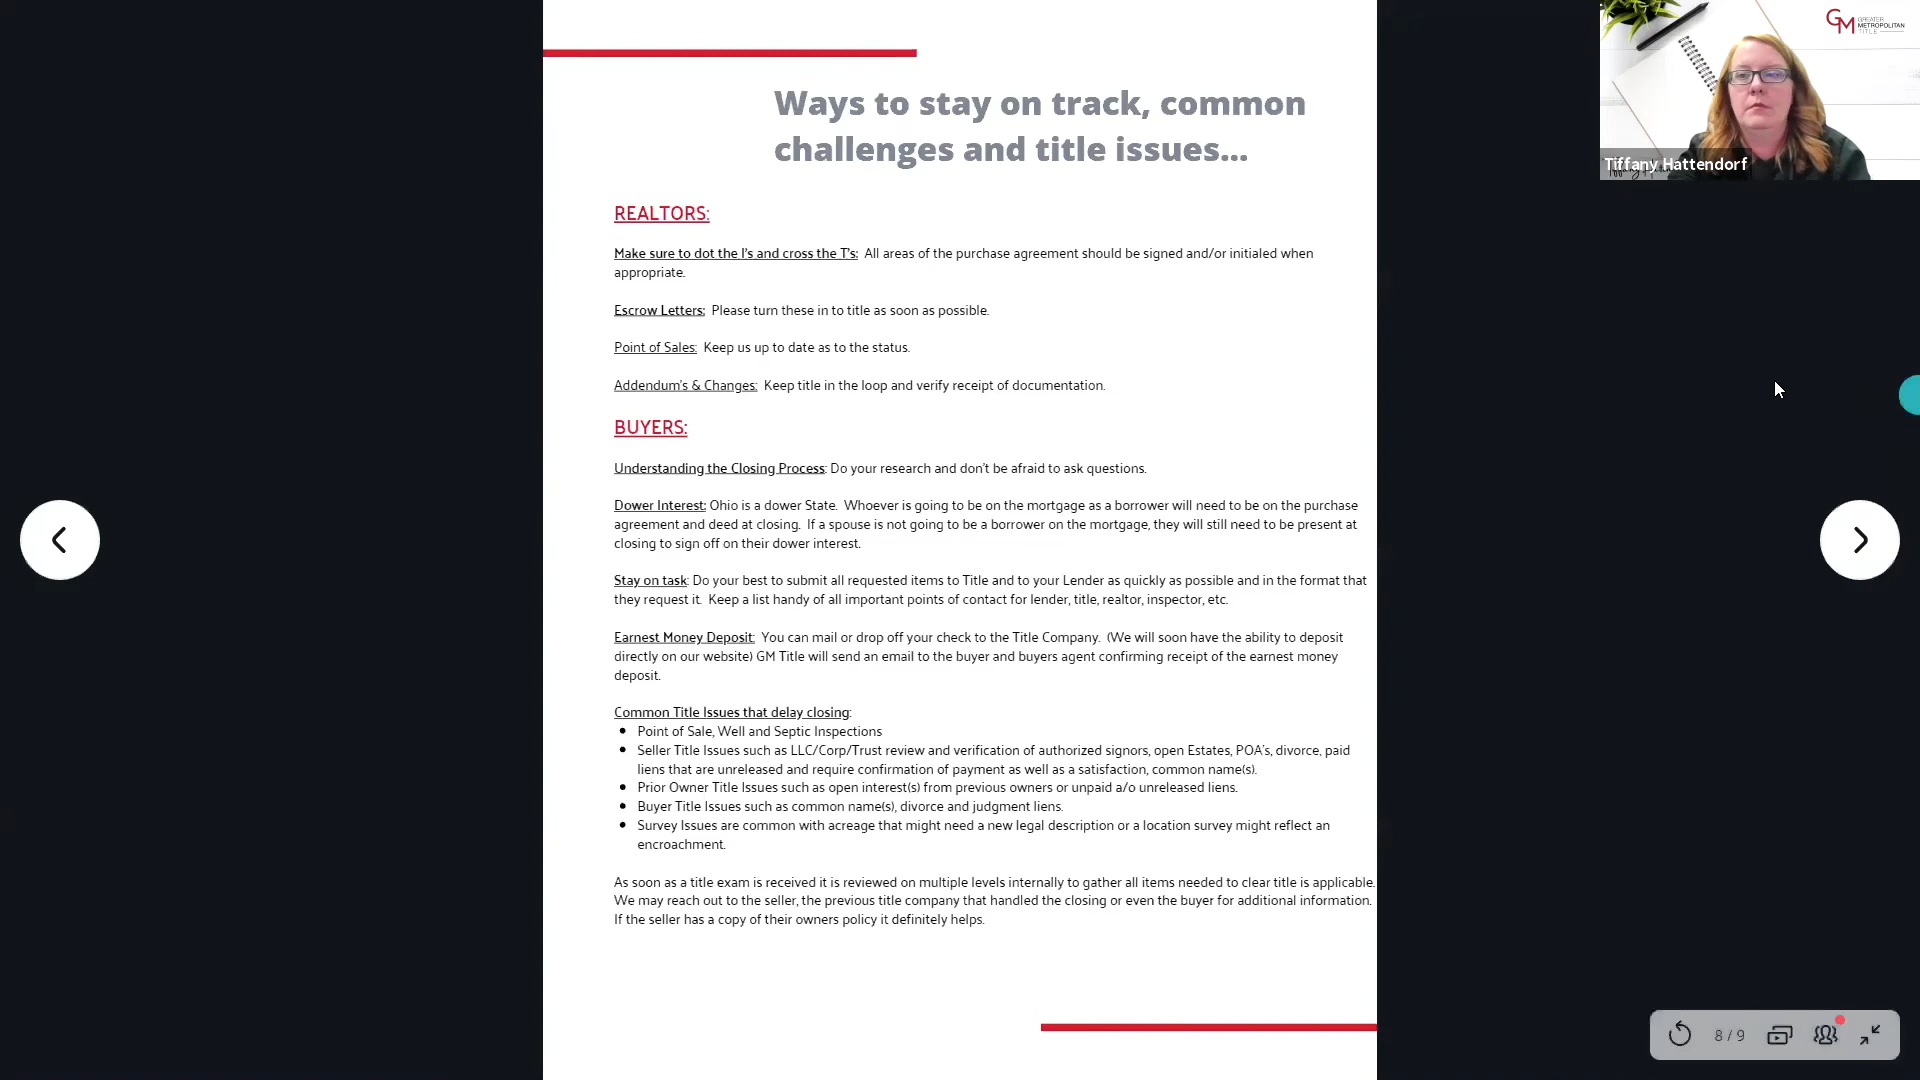 GM GREATER
METROPOLITAN
TITLE
Tiffany Hattendorf
Ways to stay on track, common
challenges and title issues...
REALTORS:
Make sure to dot the I's and cross the T's: All areas of the purchase agreement should be signed and/or initialed when
appropriate.
Escrow Letters: Please turn these in to title as soon as possible.
Point of Sales: Keep us up to date as to the status.
Addendum's & Changes: Keep title in the loop and verify receipt of documentation.
BUYERS:
Understanding the Closing Process: Do your research and don't be afraid to ask questions.
Dower Interest: Ohio is a dower State. Whoever is going to be on the mortgage as a borrower will need to be on the purchase
agreement and deed at closing. If a spouse is not going to be a borrower on the mortgage, they will still need to be present at
closing to sign off on their dower interest.
Stay on task: Do your best to submit all requested items to Title and to your Lender as quickly as possible and in the format that
they request it. Keep a list handy of all important points of contact for lender, title, realtor, inspector, etc.
Earnest Money Deposit: You can mail or drop off your check to the Title Company. (We will soon have the ability to deposit
directly on our website) GM Title will send an email to the buyer and buyers agent confirming receipt of the earnest money
deposit.
Common Title Issues that delay closing:
• Point of Sale, Well and Septic Inspections
• Seller Title Issues such as LLC/Corp/Trust review and verification of authorized signors, open Estates, POA's, divorce, paid
liens that are unreleased and require confirmation of payment as well as a satisfaction, common name(s).
• Prior Owner Title Issues such as open interest(s) from previous owners or unpaid a/o unreleased liens.
• Buyer Title Issues such as common name(s), divorce and judgment liens.
• Survey Issues are common with acreage that might need a new legal description or a location survey might reflect an
encroachment.
As soon as a title exam is received it is reviewed on multiple levels internally to gather all items needed to clear title is applicable.
We may reach out to the seller, the previous title company that handled the closing or even the buyer for additional information.
If the seller has a copy of their owners policy it definitely helps.
8 / 9